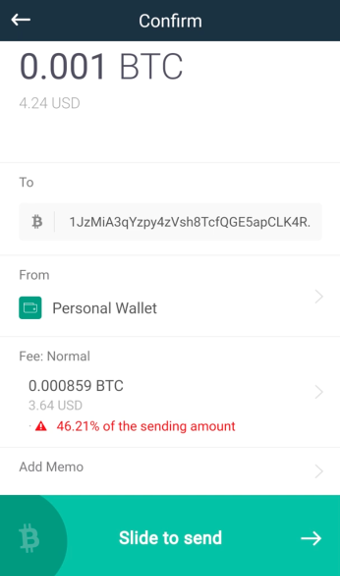 Confirm
0.001 BTC
4.24 USD
To
1JzMiA3qYzpy4zVsh8TcfQGE5apCLK4R.
From
Personal Wallet
Fee: Normal
0.000859 BTC
3.64 USD
46.21% of the sending amount
Add Memo
Slide to send